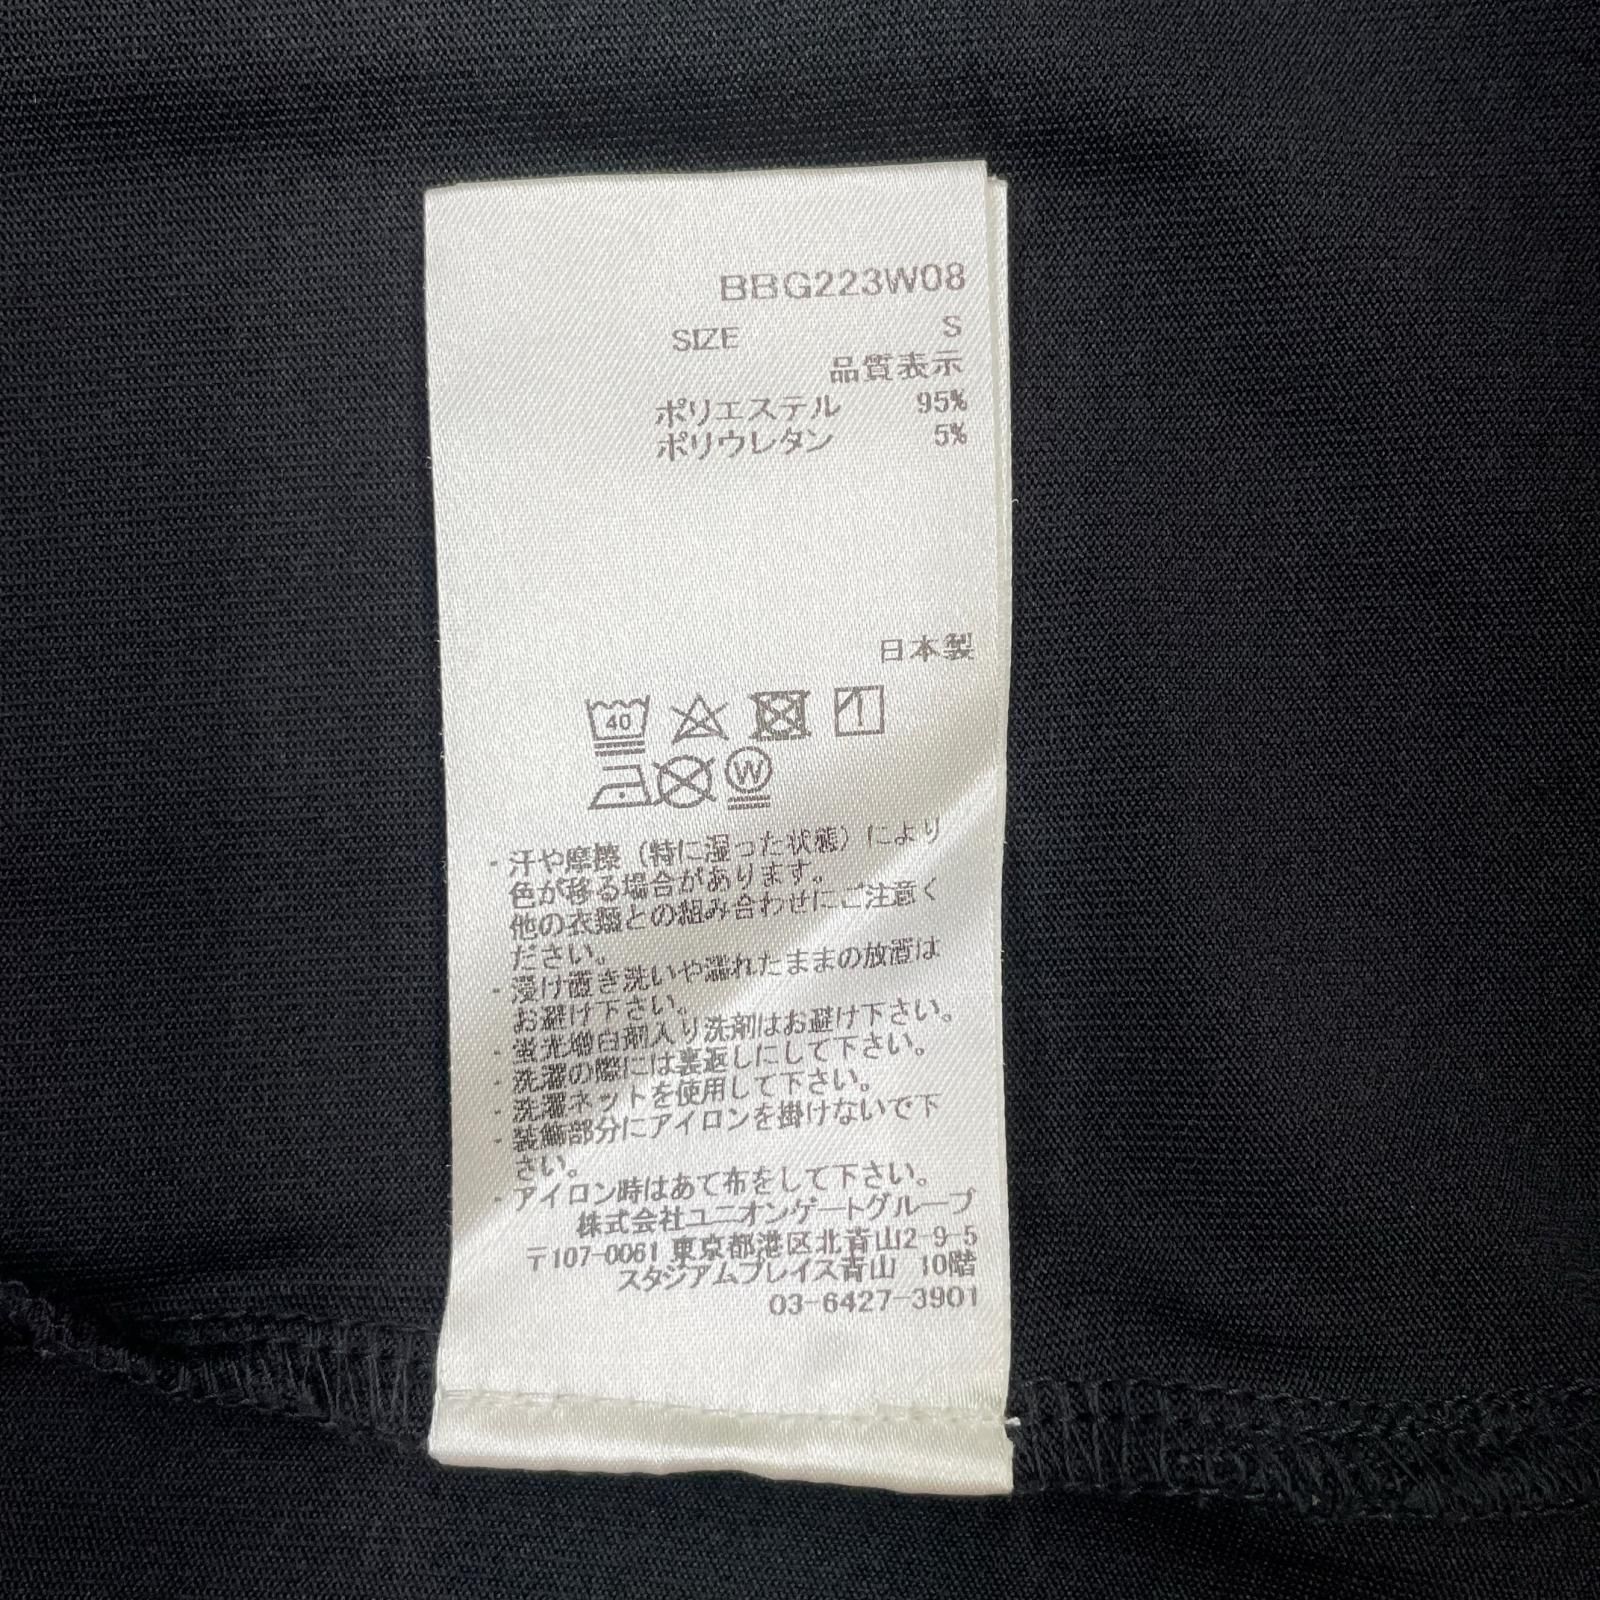 BBG223W08
SIZE S
品質表示
ポリエステル 95%
ポリウレタン 5%
日本製
40
W
・汗や摩擦（特に湿った状態）により
色が移る場合があります。
他の衣類との組み合わせにご注意く
ださい。
・浸け置き洗いや濡れたままの放置は
お避け下さい。
・蛍光増白剤入り洗剤はお避け下さい。
・洗濯の際には裏返しにして下さい。
・洗濯ネットを使用して下さい。
・装飾部分にアイロンを掛けないで下
さい。
・アイロン時はあて布をして下さい。
株式会社ユニオンゲートグループ
〒107-0061 東京都港区北青山2-9-5
スタジアムプレイス青山 10階
03-6427-3901